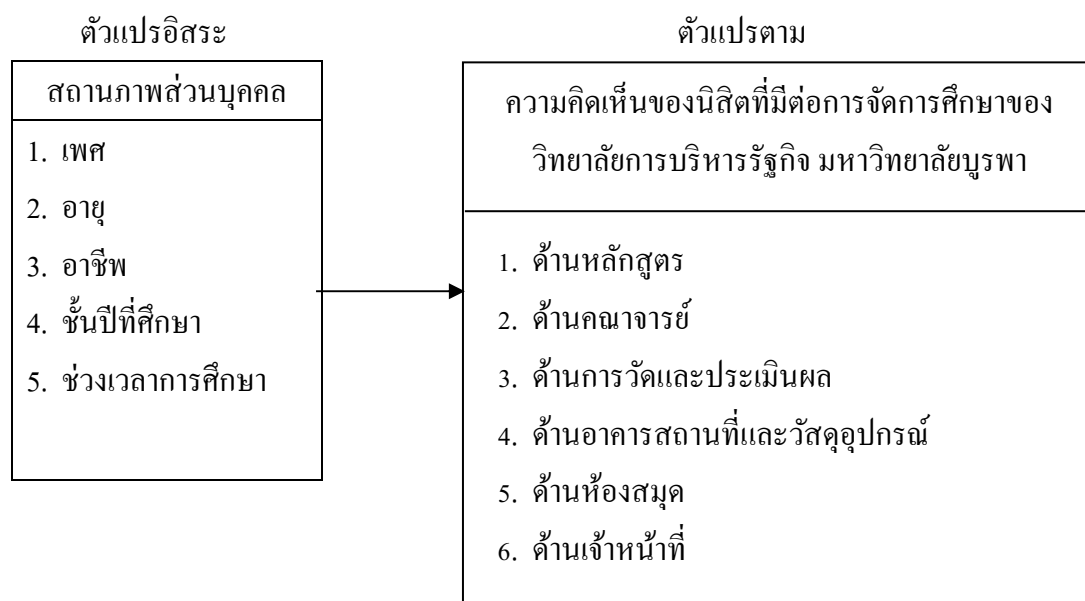 ตัวแปรอิสระ
สถานภาพส่วนบุคคล
1. เพศ
2. อายุ
3. อาชีพ
4. ชั้นปีที่ศึกษา
5. ช่วงเวลาการศึกษา
ตัวแปรตาม
ความคิดเห็นของนิสิตที่มีต่อการจัดการศึกษาของ
วิทยาลัยการบริหารรัฐกิจ มหาวิทยาลัยบูรพา
1. ด้านหลักสูตร
2. ด้านคณาจารย์
3. ด้านการวัดและประเมินผล
4. ด้านอาคารสถานที่และวัสดุอุปกรณ์
5. ด้านห้องสมุด
6. ด้านเจ้าหน้าที่